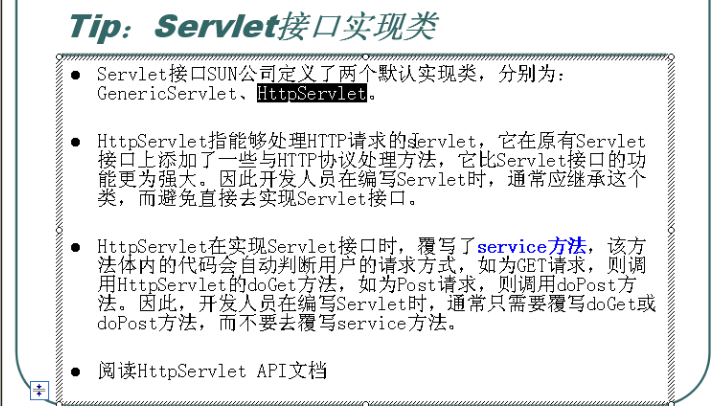 Tip：Servlet接口实现类
Servlet接口SUN公司定义了两个默认实现类，分别为：
GenericServlet、HttpServlet。
HttpServlet指能够处理HTTP请求的Servlet，它在原有Servlet
接口上添加了一些与HTTP协议处理方法，它比Servlet接口的功
能更为强大。因此开发人员在编写Servlet时，通常应继承这个
类，而避免直接去实现Servlet接口。
HttpServlet在实现Servlet接口时，覆写了service方法，该方
法体内的代码会自动判断用户的请求方式，如为GET请求，则调
用HttpServlet的doGet方法，如为Post请求，则调用doPost方
法。因此，开发人员在编写Servlet时，通常只需要覆写doGet或
doPost方法，而不要去覆写service方法。
阅读HttpServlet API文档